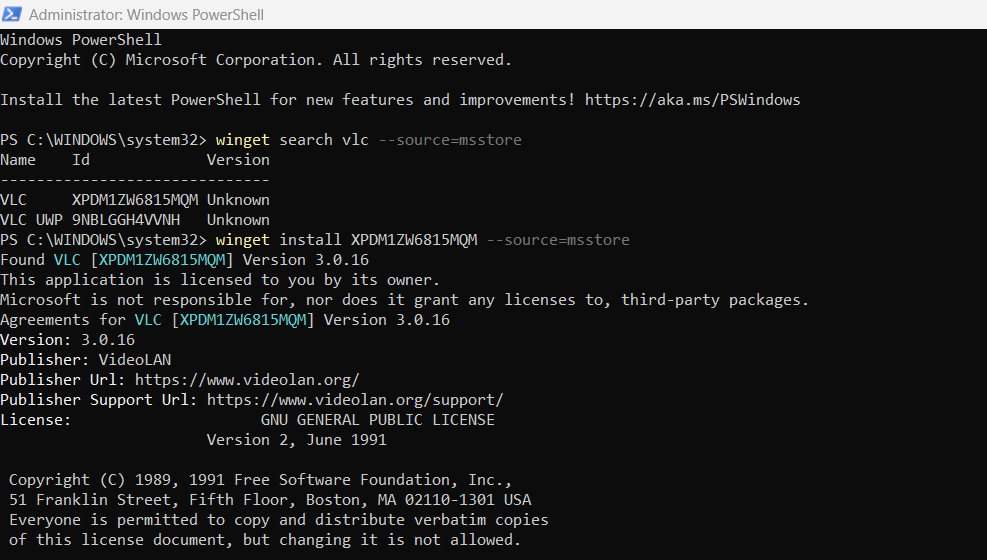 Administrator: Windows PowerShell
Windows PowerShell
Copyright (C) Microsoft Corporation. All rights reserved.
Install the latest PowerShell for new features and improvements! https://aka.ms/PSWindows
PS C:\WINDOWS\system32> winget search vlc --source=msstore
Name    Id             Version
------------------------------
VLC     XPDM1ZW6815MQM Unknown
VLC UWP 9NBLGGH4VVNH   Unknown
PS C:\WINDOWS\system32> winget install XPDM1ZW6815MQM --source=msstore
Found VLC [XPDM1ZW6815MQM] Version 3.0.16
This application is licensed to you by its owner.
Microsoft is not responsible for, nor does it grant any licenses to, third-party packages.
Agreements for VLC [XPDM1ZW6815MQM] Version 3.0.16
Version: 3.0.16
Publisher: VideoLAN
Publisher Url: https://www.videolan.org/
Publisher Support Url: https://www.videolan.org/support/
License:                     GNU GENERAL PUBLIC LICENSE
Version 2, June 1991
Copyright (C) 1989, 1991 Free Software Foundation, Inc.,
51 Franklin Street, Fifth Floor, Boston, MA 02110-1301 USA
Everyone is permitted to copy and distribute verbatim copies
of this license document, but changing it is not allowed.